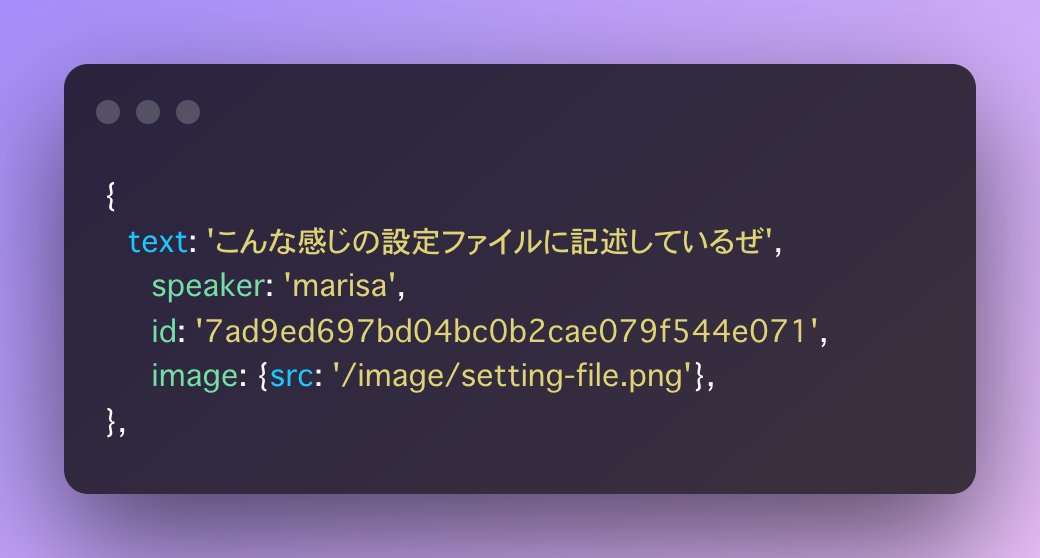 {
text: 'こんな感じの設定ファイルに記述しているぜ',
speaker: 'marisa',
id: '7ad9ed697bd04bc0b2cae079f544e071',
image: {src: '/image/setting-file.png'},
},